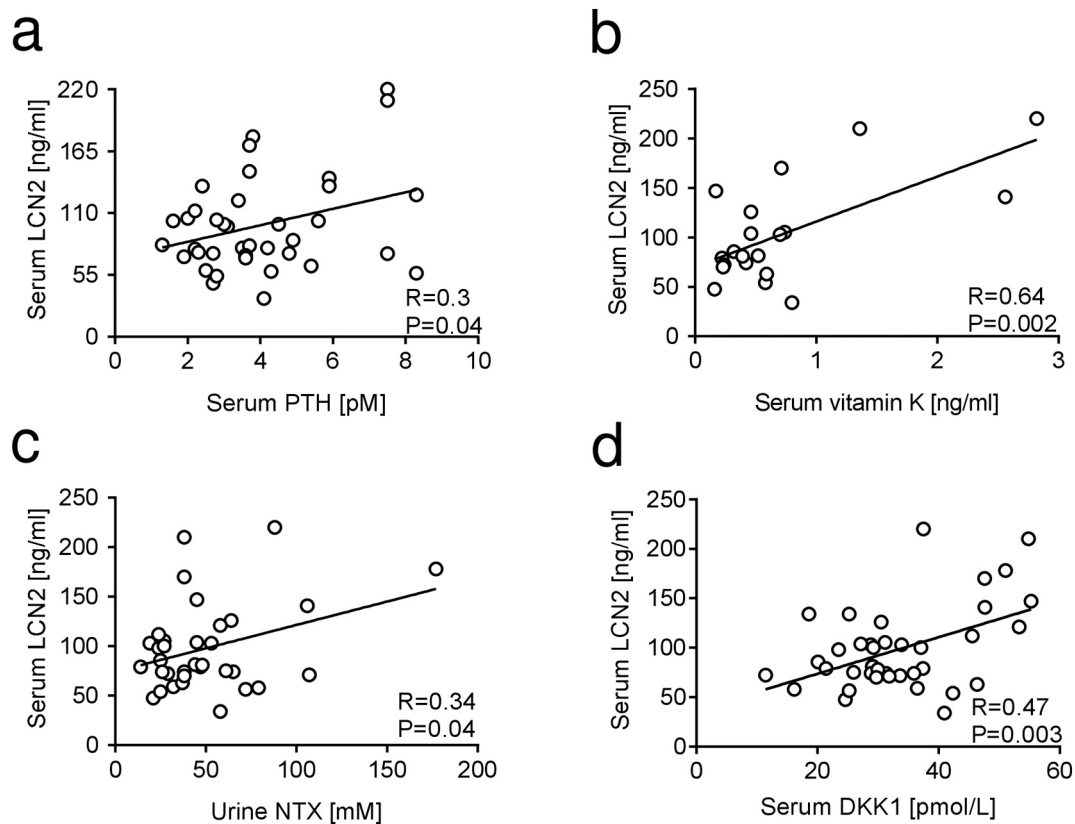 a
Serum LCN2 [ng/ml]
220
165
110
55
0
0 2 4 6 8 10
R=0.3
P=0.04
Serum PTH [pM]
b
Serum LCN2 [ng/ml]
250
200
150
100
50
0
0 1 2 3
R=0.64
P=0.002
Serum vitamin K [ng/ml]
c
Serum LCN2 [ng/ml]
250
200
150
100
50
0
0 50 100 150 200
R=0.34
P=0.04
Urine NTX [mM]
d
Serum LCN2 [ng/ml]
250
200
150
100
50
0
0 20 40 60
R=0.47
P=0.003
Serum DKK1 [pmol/L]